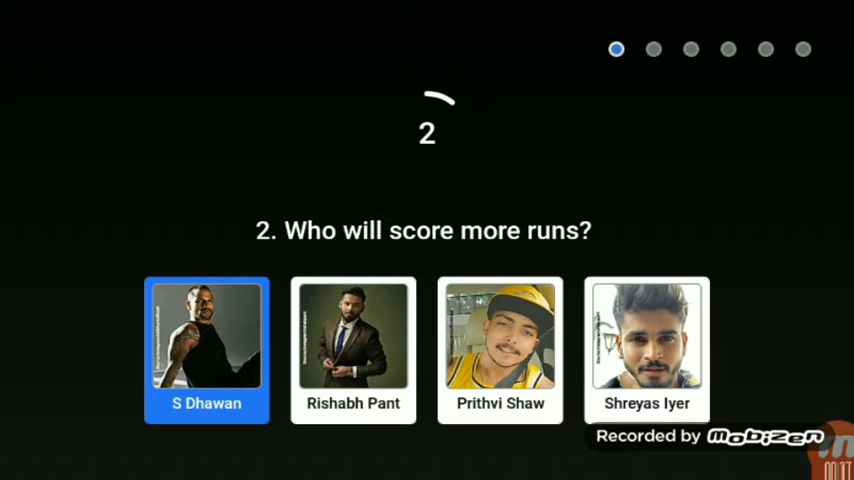 2
2. Who will score more runs?
S Dhawan
Rishabh Pant
Prithvi Shaw
Shreyas Iyer
Recorded by mobizen